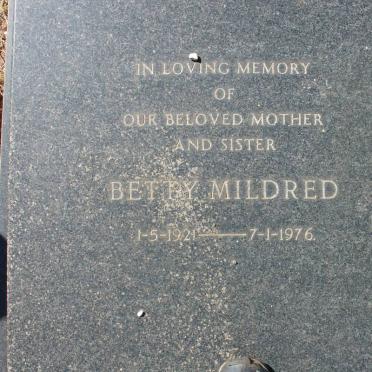 IN LOVING MEMORY
OF
OUR BELOVED MOTHER
AND SISTER
BETTY MILDRED
1-5-1921 — 7-1-1976.